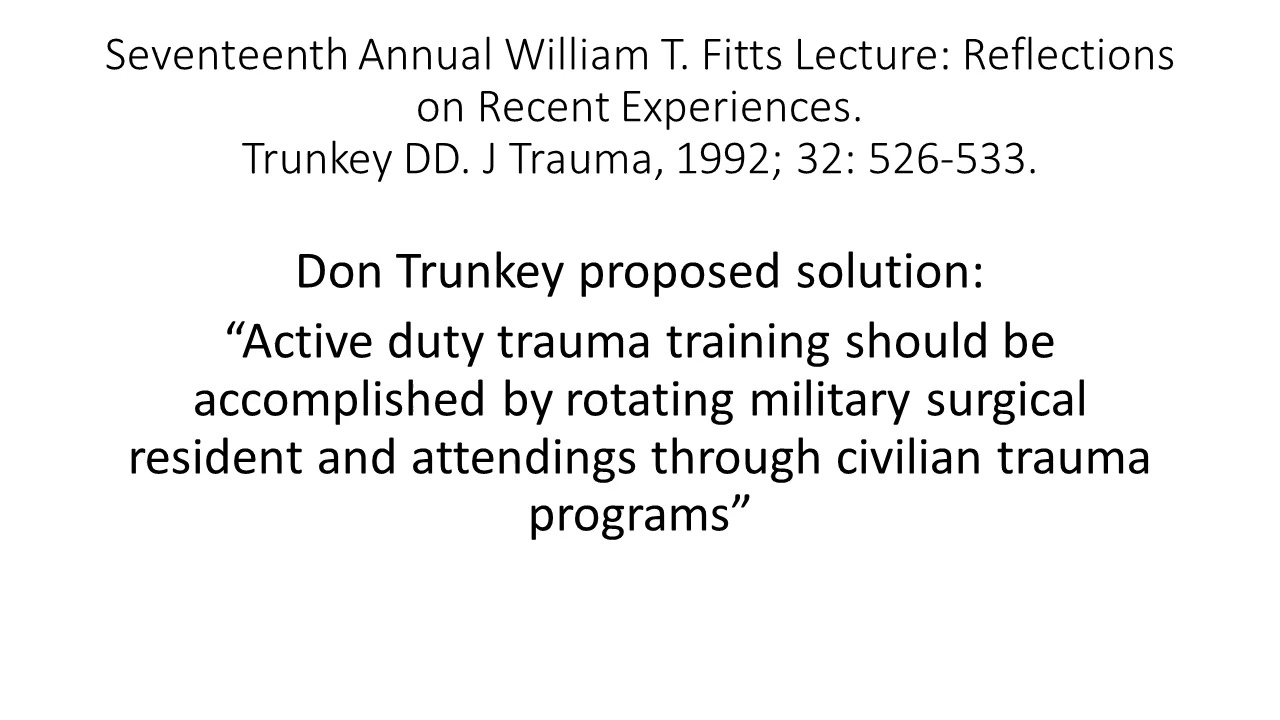 Seventeenth Annual William T. Fitts Lecture: Reflections
on Recent Experiences.
Trunkey DD. J Trauma, 1992; 32: 526-533.
Don Trunkey proposed solution:
“Active duty trauma training should be
accomplished by rotating military surgical
resident and attendings through civilian trauma
programs”